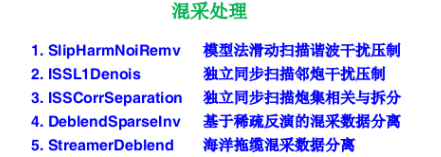 混采处理
1. SlipHarmNoiRemv 模型法滑动扫描谐波干扰压制
2. ISSL1Denois 独立同步扫描邻炮干扰压制
3. ISSCorrSeparation 独立同步扫描炮集相关与拆分
4. DeblendSparseInv 基于稀疏反演的混采数据分离
5. StreamerDeblend 海洋拖缆混采数据分离